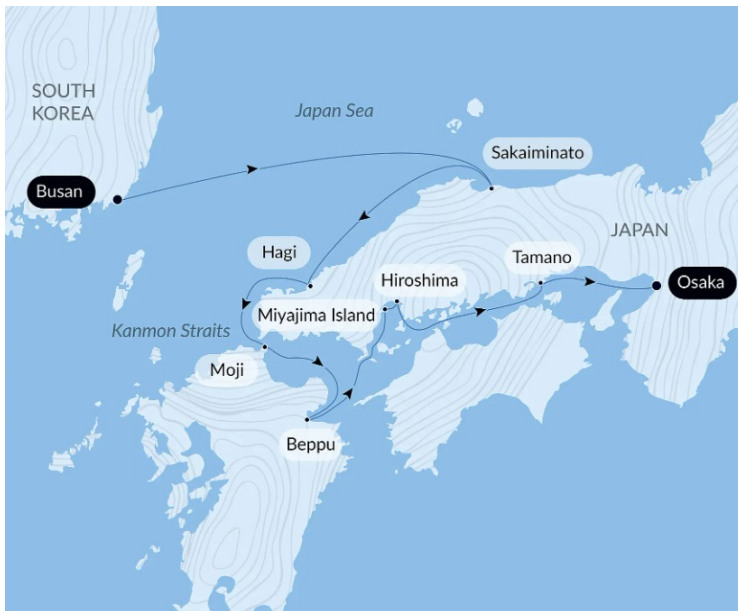 SOUTH
KOREA
Japan Sea
Sakaiminato
Busan
JAPAN
Hagi
Tamano
Hiroshima
Osaka
Miyajima Island
Kanmon Straits
Moji
Beppu